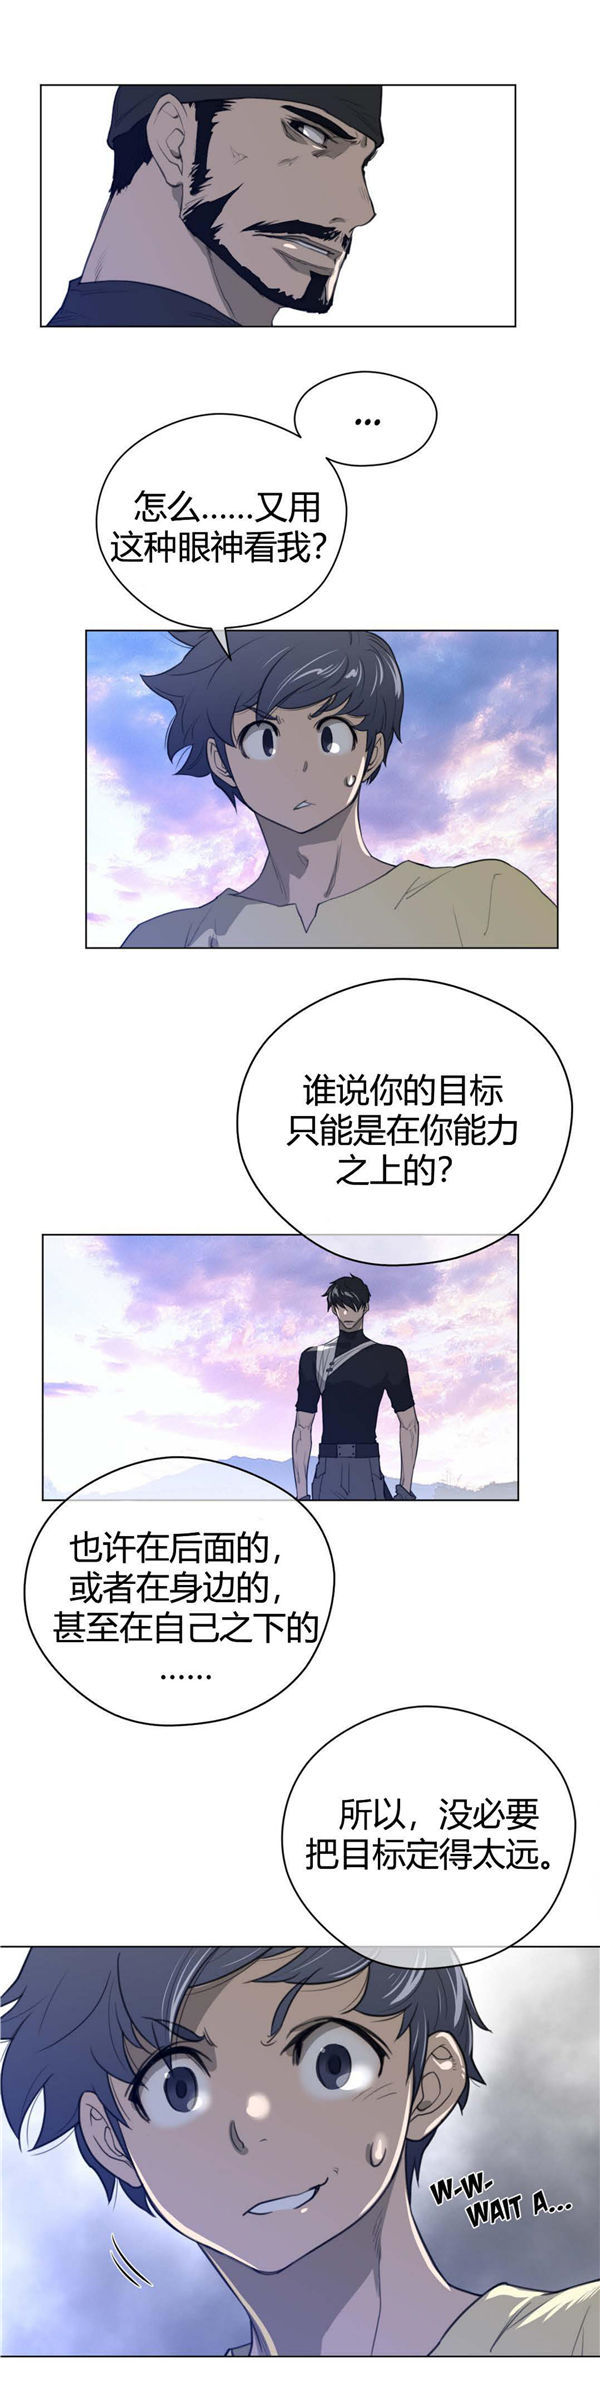 ...
怎么……又用
这种眼神看我？
谁说你的目标
只能是在你能力
之上的？
也许在后面的，
或者在身边的，
甚至在自己之下的
……
所以，没必要
把目标定得太远。
W-W-
WAIT A...